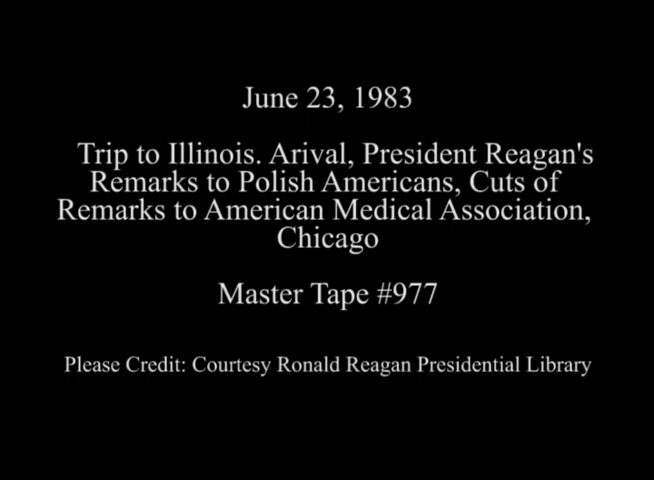 June 23, 1983
Trip to Illinois. Arival, President Reagan's
Remarks to Polish Americans, Cuts of
Remarks to American Medical Association,
Chicago
Master Tape #977
Please Credit: Courtesy Ronald Reagan Presidential Library